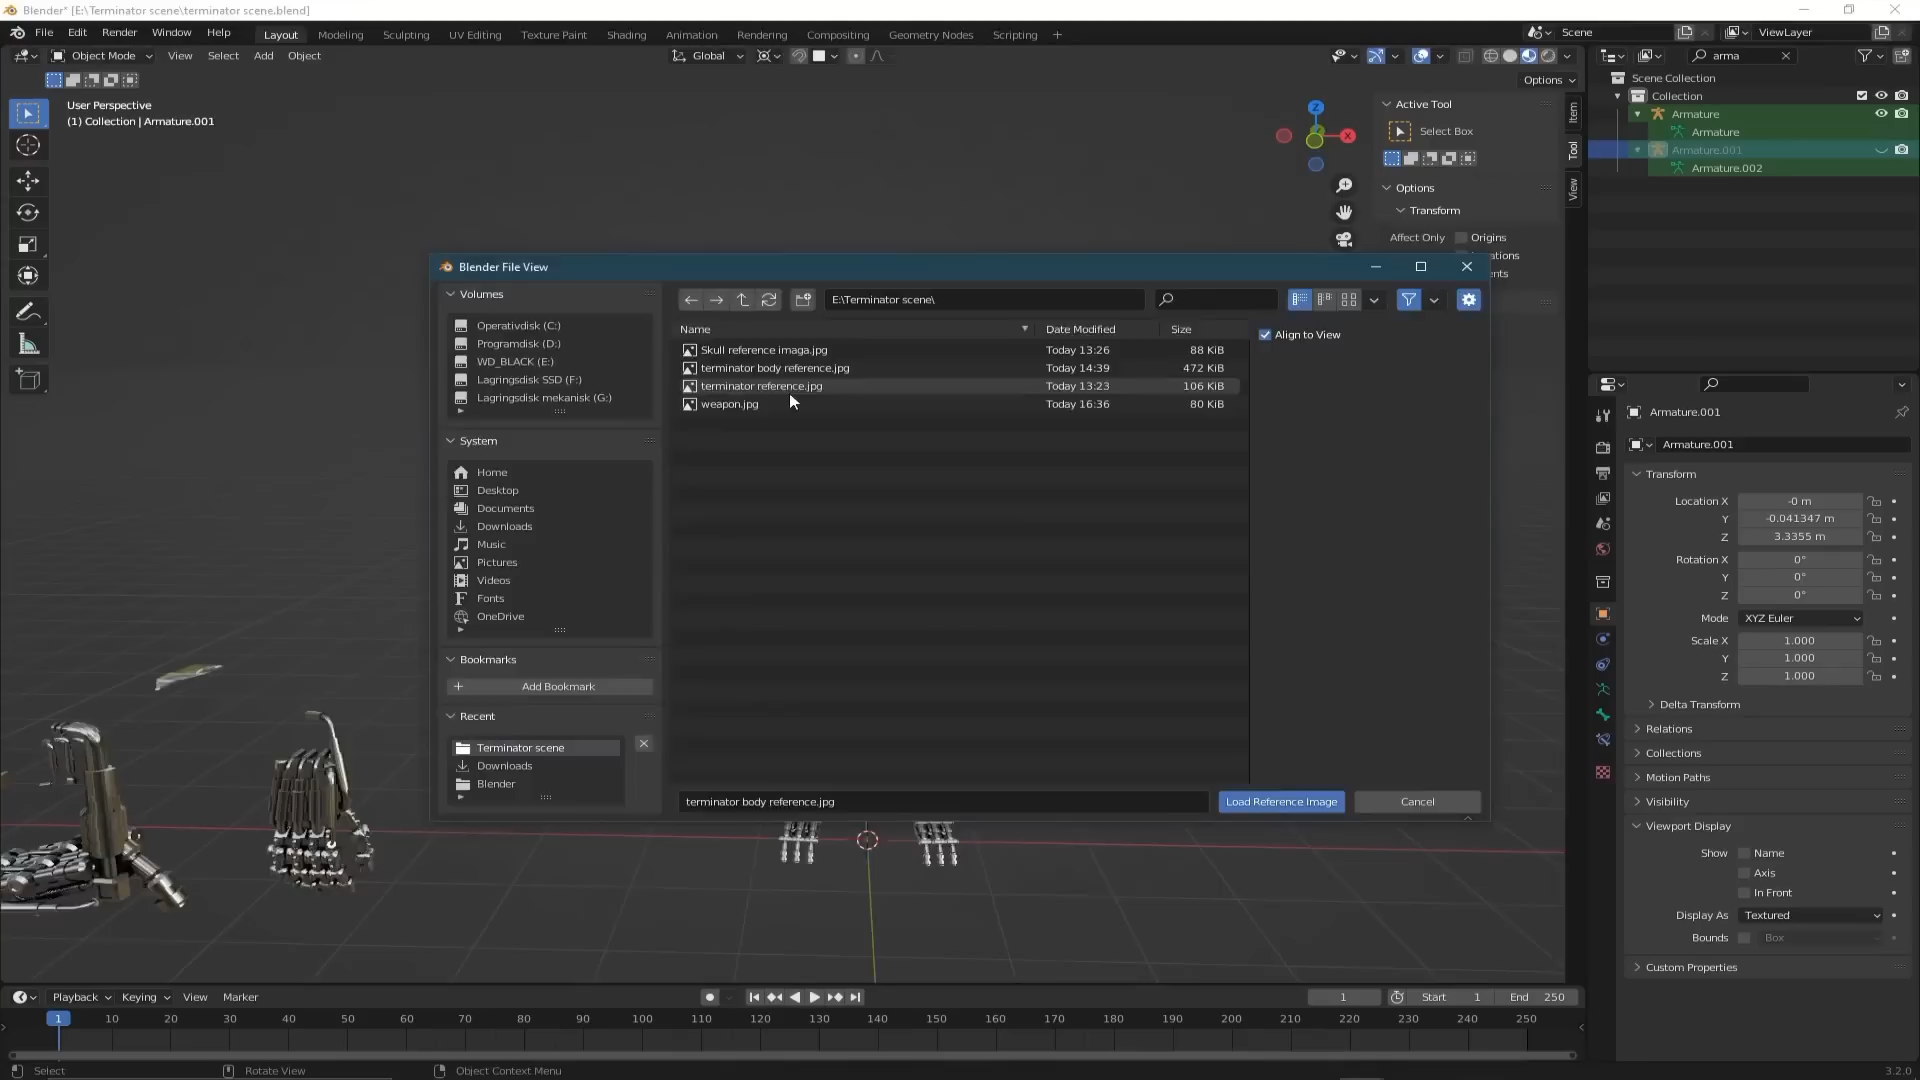 Blender* [E:\Terminator scene\terminator scene.blend]
File Edit Render Window Help Layout Modeling Sculpting UV Editing Texture Paint Shading Animation Rendering Compositing Geometry Nodes Scripting + Scene ViewLayer
Object Mode View Select Add Object Global arma
Options
User Perspective
(1) Collection | Armature.001
Active Tool
Select Box
Options
Transform
Affect Only Origins
Item
Tool
View
Scene Collection
Collection
Armature
Armature
Armature.001
Armature.002
Blender File View
Volumes
Operativdisk (C:)
Programdisk (D:)
WD_BLACK (E:)
Lagringsdisk SSD (F:)
Lagringsdisk mekanisk (G:)
System
Home
Desktop
Documents
Downloads
Music
Pictures
Videos
Fonts
OneDrive
Bookmarks
Add Bookmark
Recent
Terminator scene
Downloads
Blender
E:\Terminator scene\
Name Date Modified Size
Skull reference imaga.jpg Today 13:26 88 KiB
terminator body reference.jpg Today 14:39 472 KiB
terminator reference.jpg Today 13:23 106 KiB
weapon.jpg Today 16:36 80 KiB
Align to View
terminator body reference.jpg Load Reference Image Cancel
Armature.001
Armature.001
Transform
Location X -0 m
Y -0.041347 m
Z 3.3355 m
Rotation X 0°
Y 0°
Z 0°
Mode XYZ Euler
Scale X 1.000
Y 1.000
Z 1.000
Delta Transform
Relations
Collections
Motion Paths
Visibility
Viewport Display
Show Name
Axis
In Front
Display As Textured
Bounds Box
Custom Properties
Playback Keying View Marker 1 Start 1 End 250
1 10 20 30 40 50 60 70 80 90 100 110 120 130 140 150 160 170 180 190 200 210 220 230 240 250
Select Rotate View Object Context Menu 3.2.0